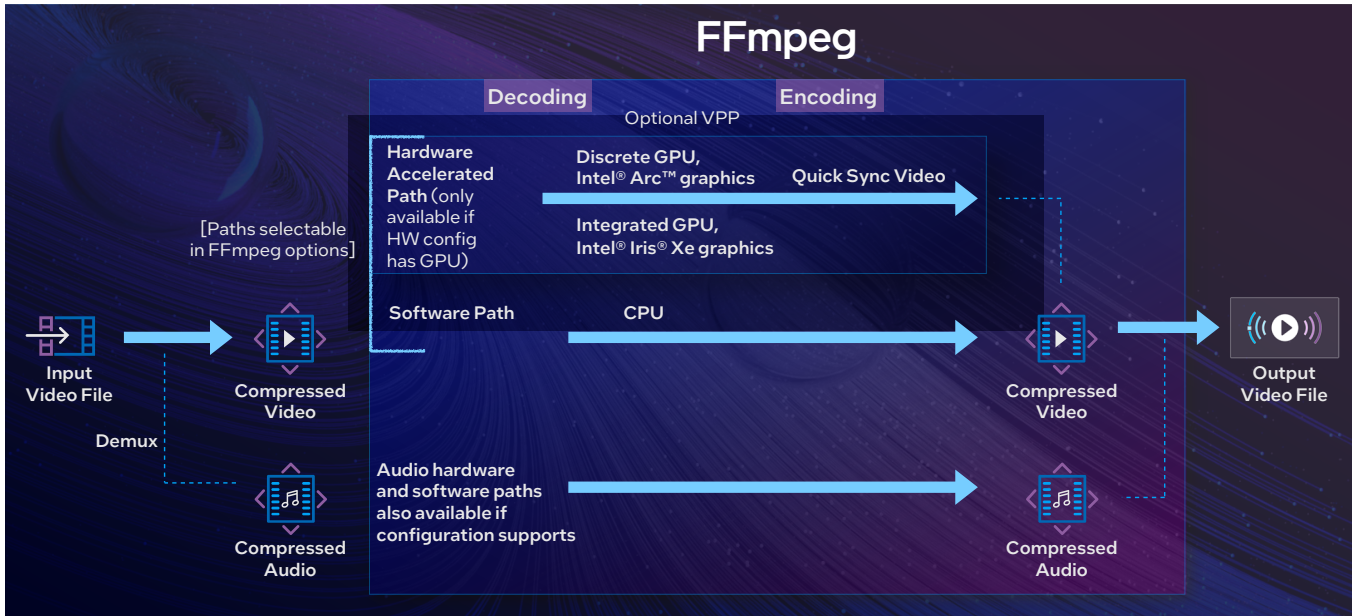 FFmpeg
Decoding
Encoding
Optional VPP
Hardware
Accelerated
Path (only
available if
HW config
has GPU)
Discrete GPU,
Intel® Arc™ graphics
Quick Sync Video
Integrated GPU,
Intel® Iris® Xe graphics
[Paths selectable
in FFmpeg options]
Software Path
CPU
Input
Video File
Compressed
Video
Compressed
Video
Output
Video File
Demux
Audio hardware
and software paths
also available if
configuration supports
Compressed
Audio
Compressed
Audio